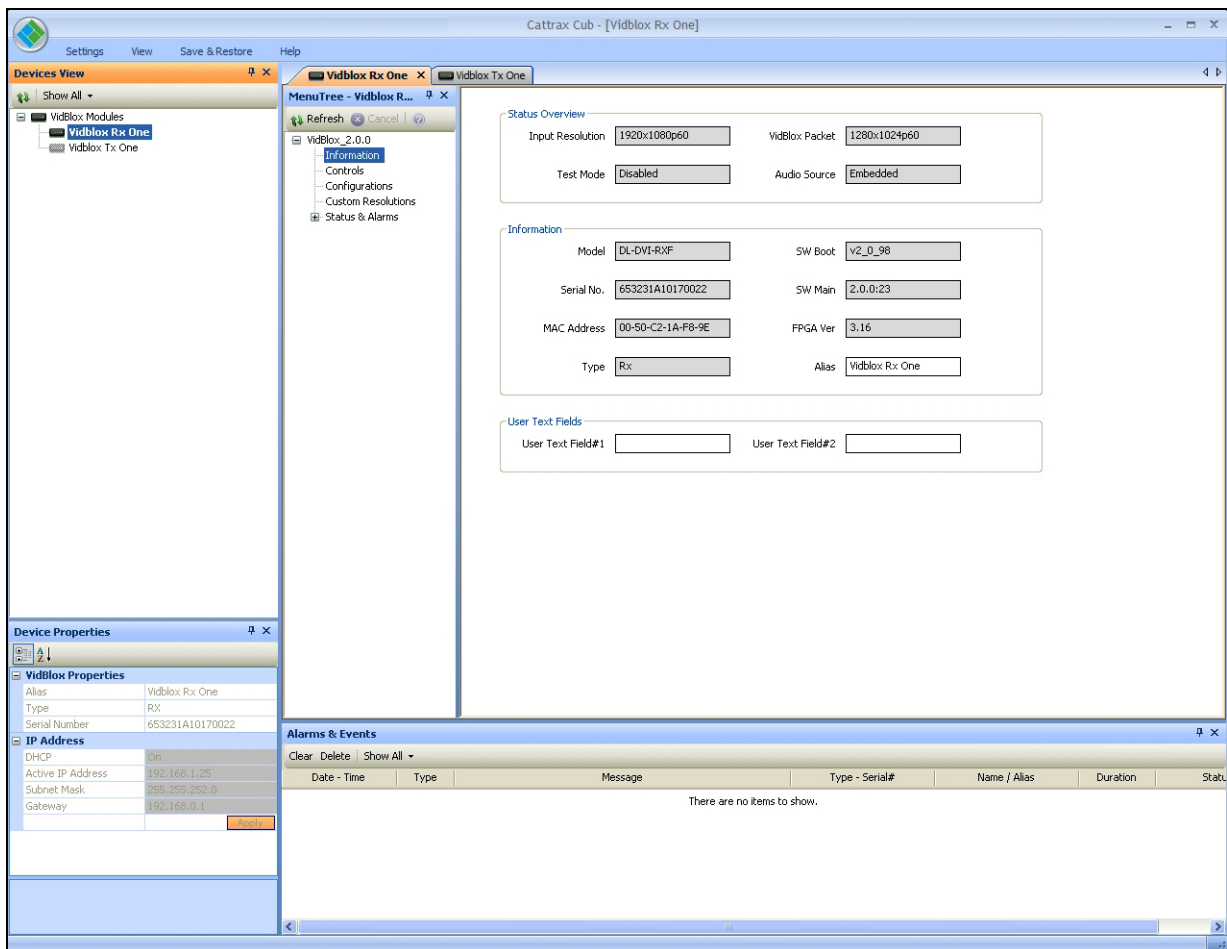 Cattrax Cub - [Vidblox Rx One]
Settings View Save & Restore Help
Devices View
Show All
VidBlox Modules
Vidblox Rx One
Vidblox Tx One
Vidblox Rx One Vidblox Tx One
MenuTree - Vidblox R...
Refresh Cancel
VidBlox_2.0.0
Information
Controls
Configurations
Custom Resolutions
Status & Alarms
Status Overview
Input Resolution 1920x1080p60 VidBlox Packet 1280x1024p60
Test Mode Disabled Audio Source Embedded
Information
Model DL-DVI-RXF SW Boot v2_0_98
Serial No. 653231A10170022 SW Main 2.0.0:23
MAC Address 00-50-C2-1A-F8-9E FPGA Ver 3.16
Type Rx Alias Vidblox Rx One
User Text Fields
User Text Field#1 User Text Field#2
Device Properties
VidBlox Properties
Alias Vidblox Rx One
Type RX
Serial Number 653231A10170022
IP Address
DHCP On
Active IP Address 192.168.1.25
Subnet Mask 255.255.252.0
Gateway 192.168.0.1
Apply
Alarms & Events
Clear Delete Show All
Date - Time Type Message Type - Serial# Name / Alias Duration Statu
There are no items to show.